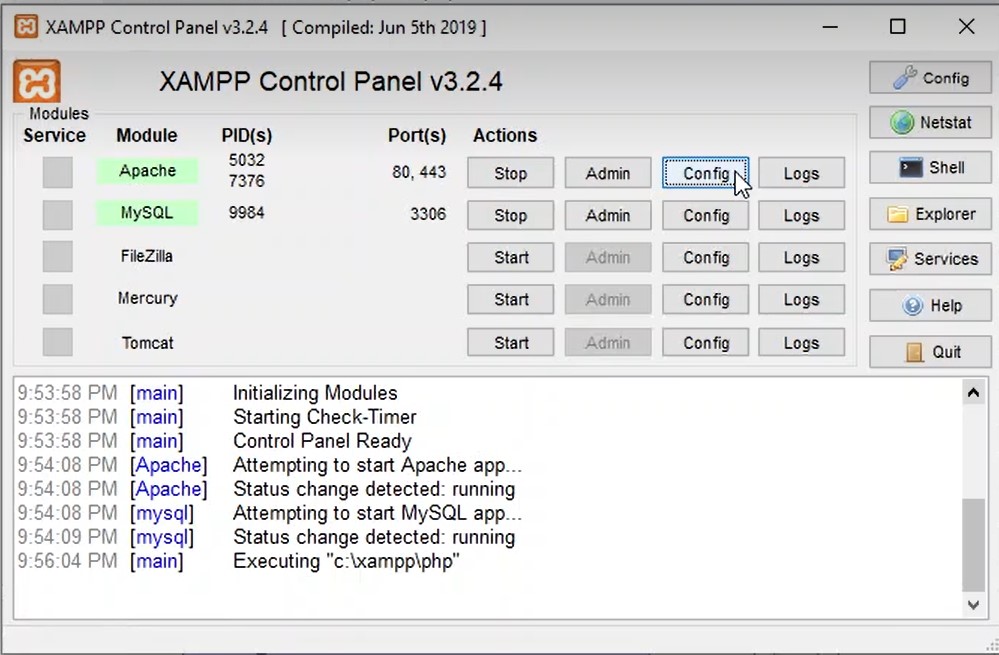 XAMPP Control Panel v3.2.4 [ Compiled: Jun 5th 2019 ]
XAMPP Control Panel v3.2.4
Config
Modules
Service Module PID(s) Port(s) Actions
Netstat
Apache 5032 80, 443 Stop Admin Config Logs
7376
Shell
MySQL 9984 3306 Stop Admin Config Logs
Explorer
FileZilla Start Admin Config Logs
Services
Mercury Start Admin Config Logs
Help
Tomcat Start Admin Config Logs
Quit
9:53:58 PM [main] Initializing Modules
9:53:58 PM [main] Starting Check-Timer
9:53:58 PM [main] Control Panel Ready
9:54:08 PM [Apache] Attempting to start Apache app...
9:54:08 PM [Apache] Status change detected: running
9:54:08 PM [mysql] Attempting to start MySQL app...
9:54:09 PM [mysql] Status change detected: running
9:56:04 PM [main] Executing "c:\xampp\php"